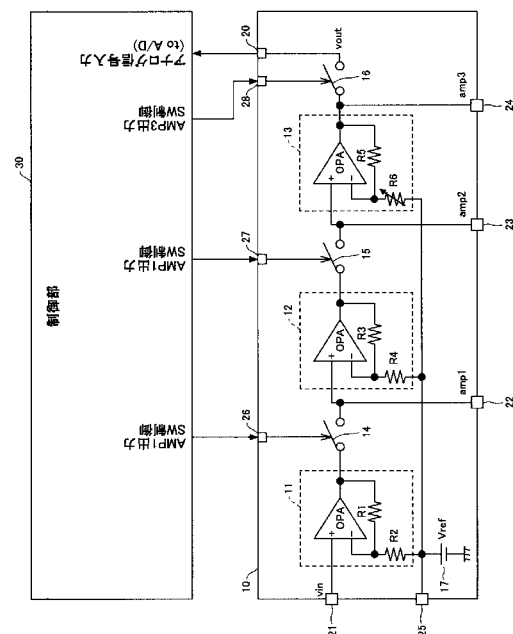 30
制御部
AMP1出力
SW制御
AMP1出力
SW制御
AMP3出力
SW制御
アナログ信号入力
(to A/D)
26
27
28
20
10
11
OPA
+
-
R1
R2
14
12
OPA
+
-
R3
R4
15
13
OPA
+
-
R5
R6
16
vout
vin
21
25
17
Vref
amp1
22
amp2
23
amp3
24